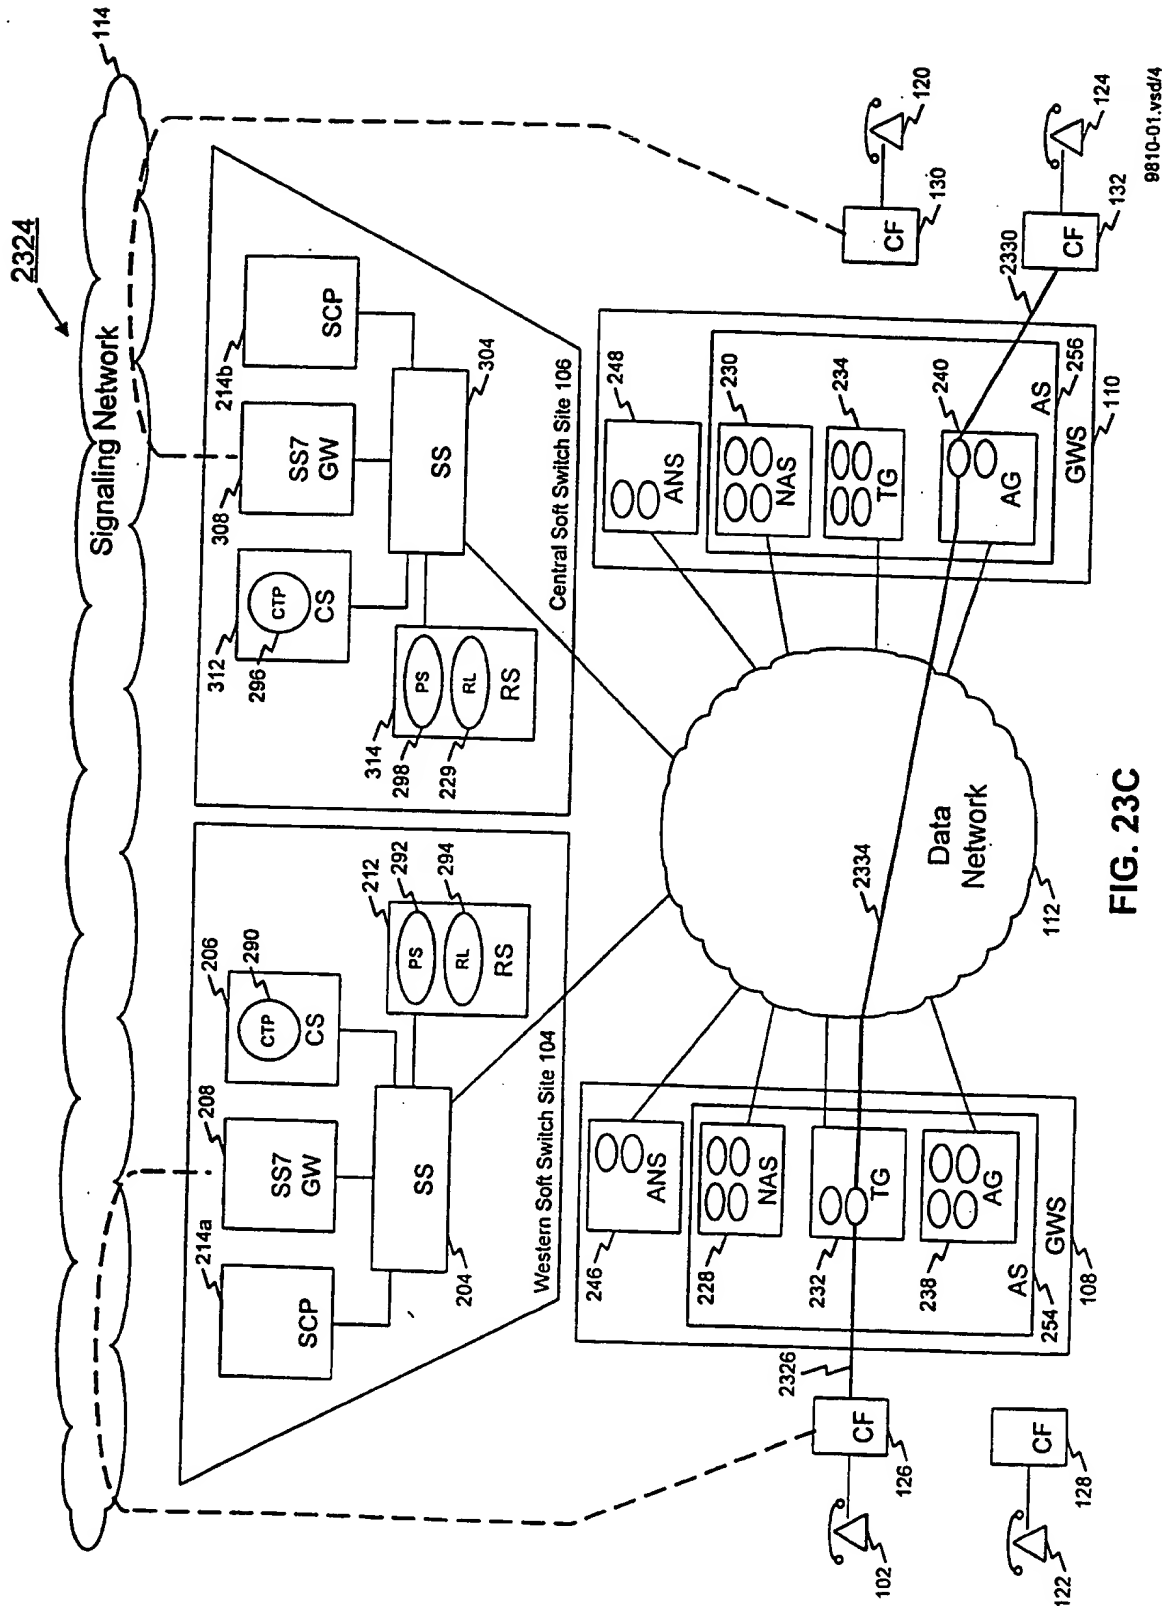 2324
114
Signaling Network
214a
208
206
290
SCP
SS7
GW
CTP
CS
212
292
294
PS
RL
RS
SS
204
Western Soft Switch Site 104
312
296
308
214b
CTP
CS
SS7
GW
SCP
314
298
229
PS
RL
RS
SS
304
Central Soft Switch Site 106
246
ANS
228
NAS
232
TG
238
AG
AS
254
GWS
108
248
ANS
230
NAS
234
TG
240
AG
AS
256
GWS
110
2326
2334
2330
Data
Network
112
102
CF
126
122
CF
128
CF
130
120
CF
132
124
FIG. 23C
9810-01.vsd/4